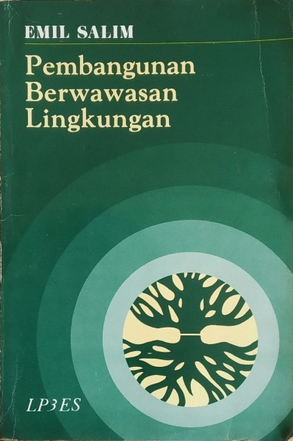 EMIL SALIM
Pembangunan
Berwawasan
Lingkungan
LP3ES